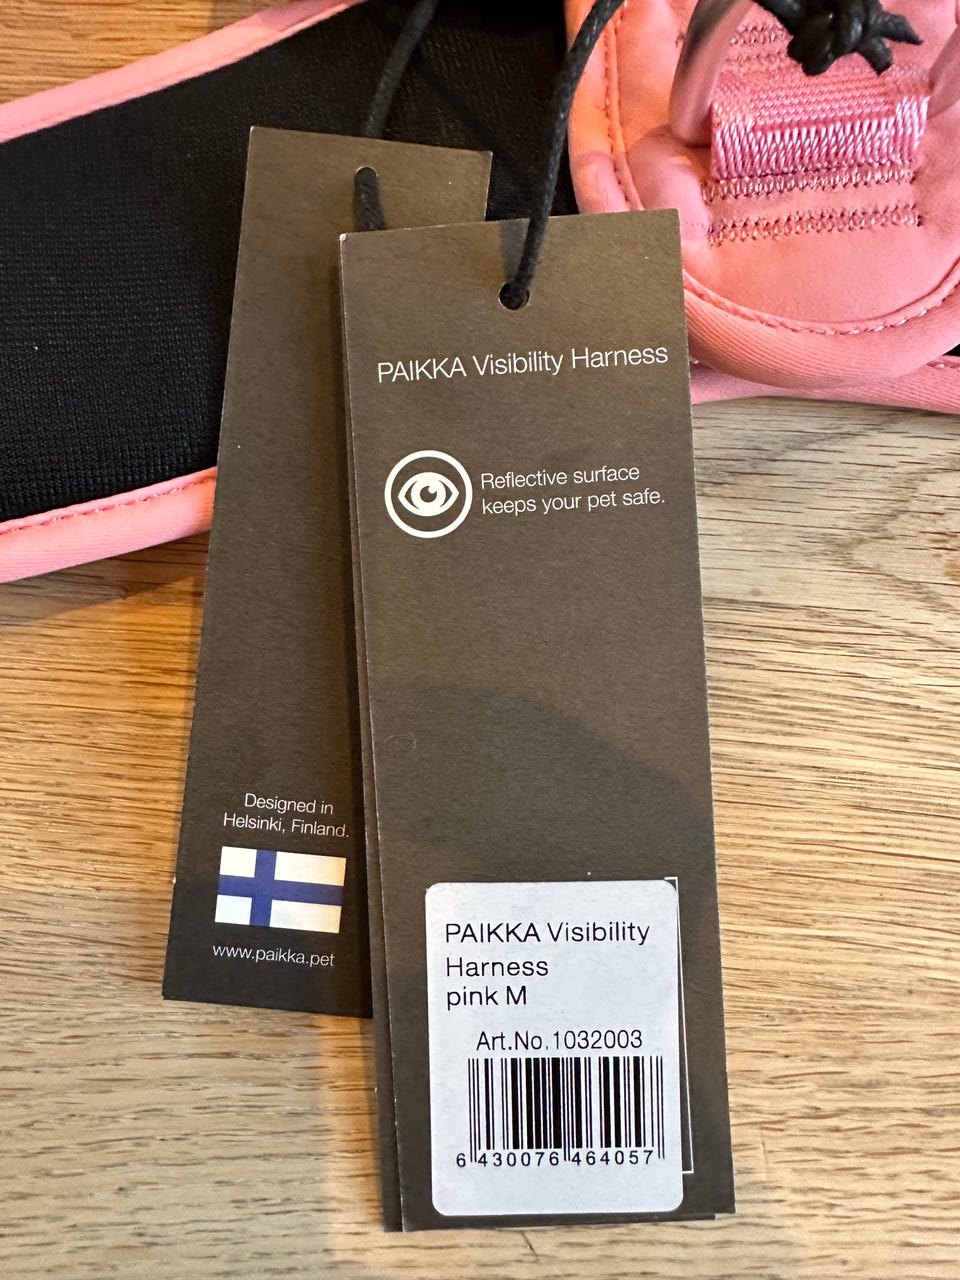 PAIKKA Visibility Harness
Reflective surface
keeps your pet safe.
Designed in
Helsinki, Finland.
www.paikka.pet
PAIKKA Visibility
Harness
pink M
Art.No.1032003
6 430076 464057